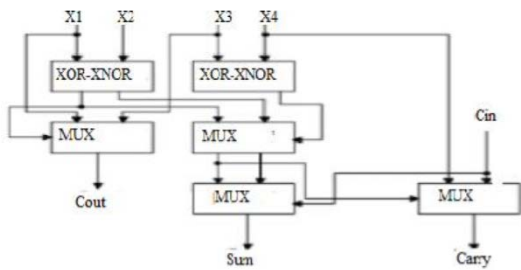 X1 X2 X3 X4
XOR-XNOR XOR-XNOR
Cin
MUX MUX
MUX MUX
Cout
Sum Carry